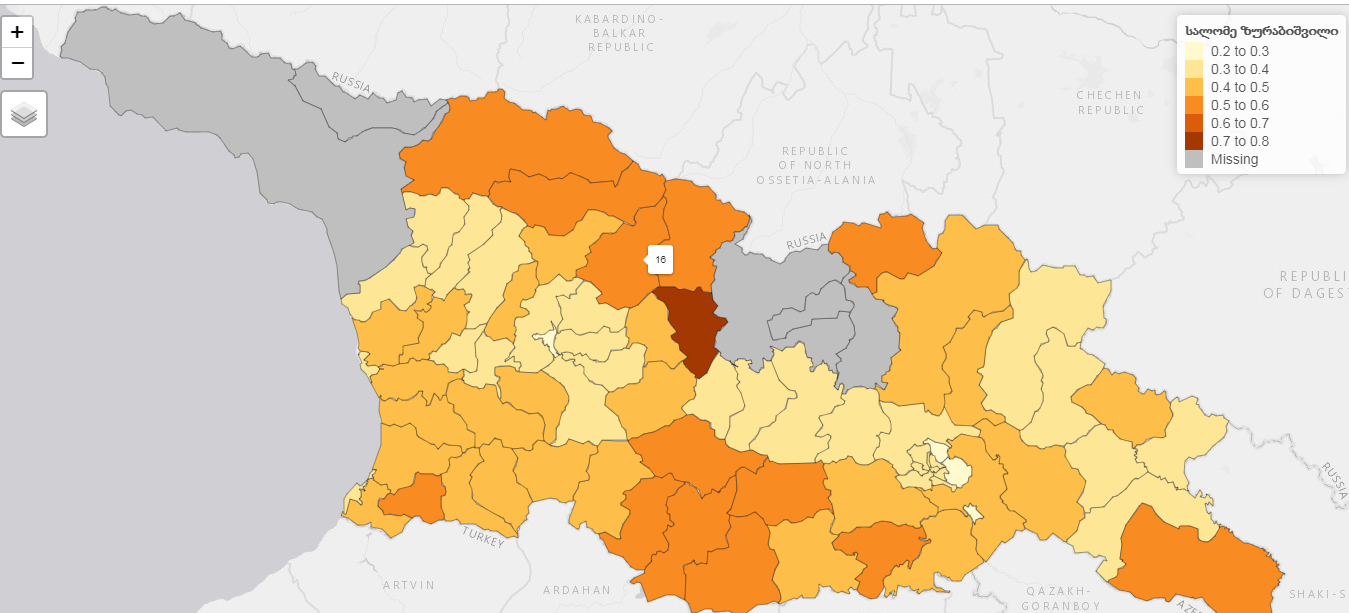 +
−
KABARDINO-
BALKAR
REPUBLIC
RUSSIA
CHECHEN
REPUBLIC
REPUBLIC
OF NORTH
OSSETIA-ALANIA
RUSSIA
REPUBLI
OF DAGES
სალომე ზურაბიშვილი
0.2 to 0.3
0.3 to 0.4
0.4 to 0.5
0.5 to 0.6
0.6 to 0.7
0.7 to 0.8
Missing
16
RUSSIA
TURKEY
ARTVIN
ARDAHAN
QAZAKH-
GORANBOY
AZE
SHAKI-S